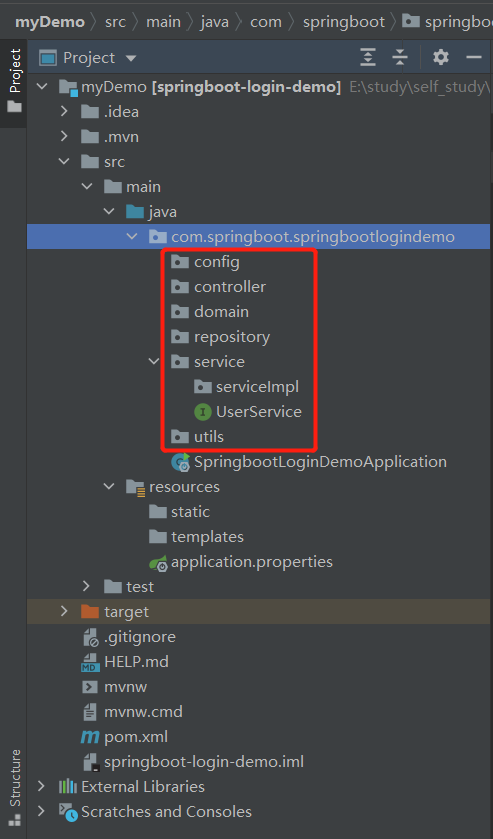 myDemo › src › main › java › com › springboot › springbo
Project
Project
myDemo [springboot-login-demo] E:\study\self_study\
.idea
.mvn
src
main
java
com.springboot.springbootlogindemo
config
controller
domain
repository
service
serviceImpl
UserService
utils
SpringbootLoginDemoApplication
resources
static
templates
application.properties
test
target
.gitignore
HELP.md
mvnw
mvnw.cmd
pom.xml
springboot-login-demo.iml
External Libraries
Scratches and Consoles
Structure